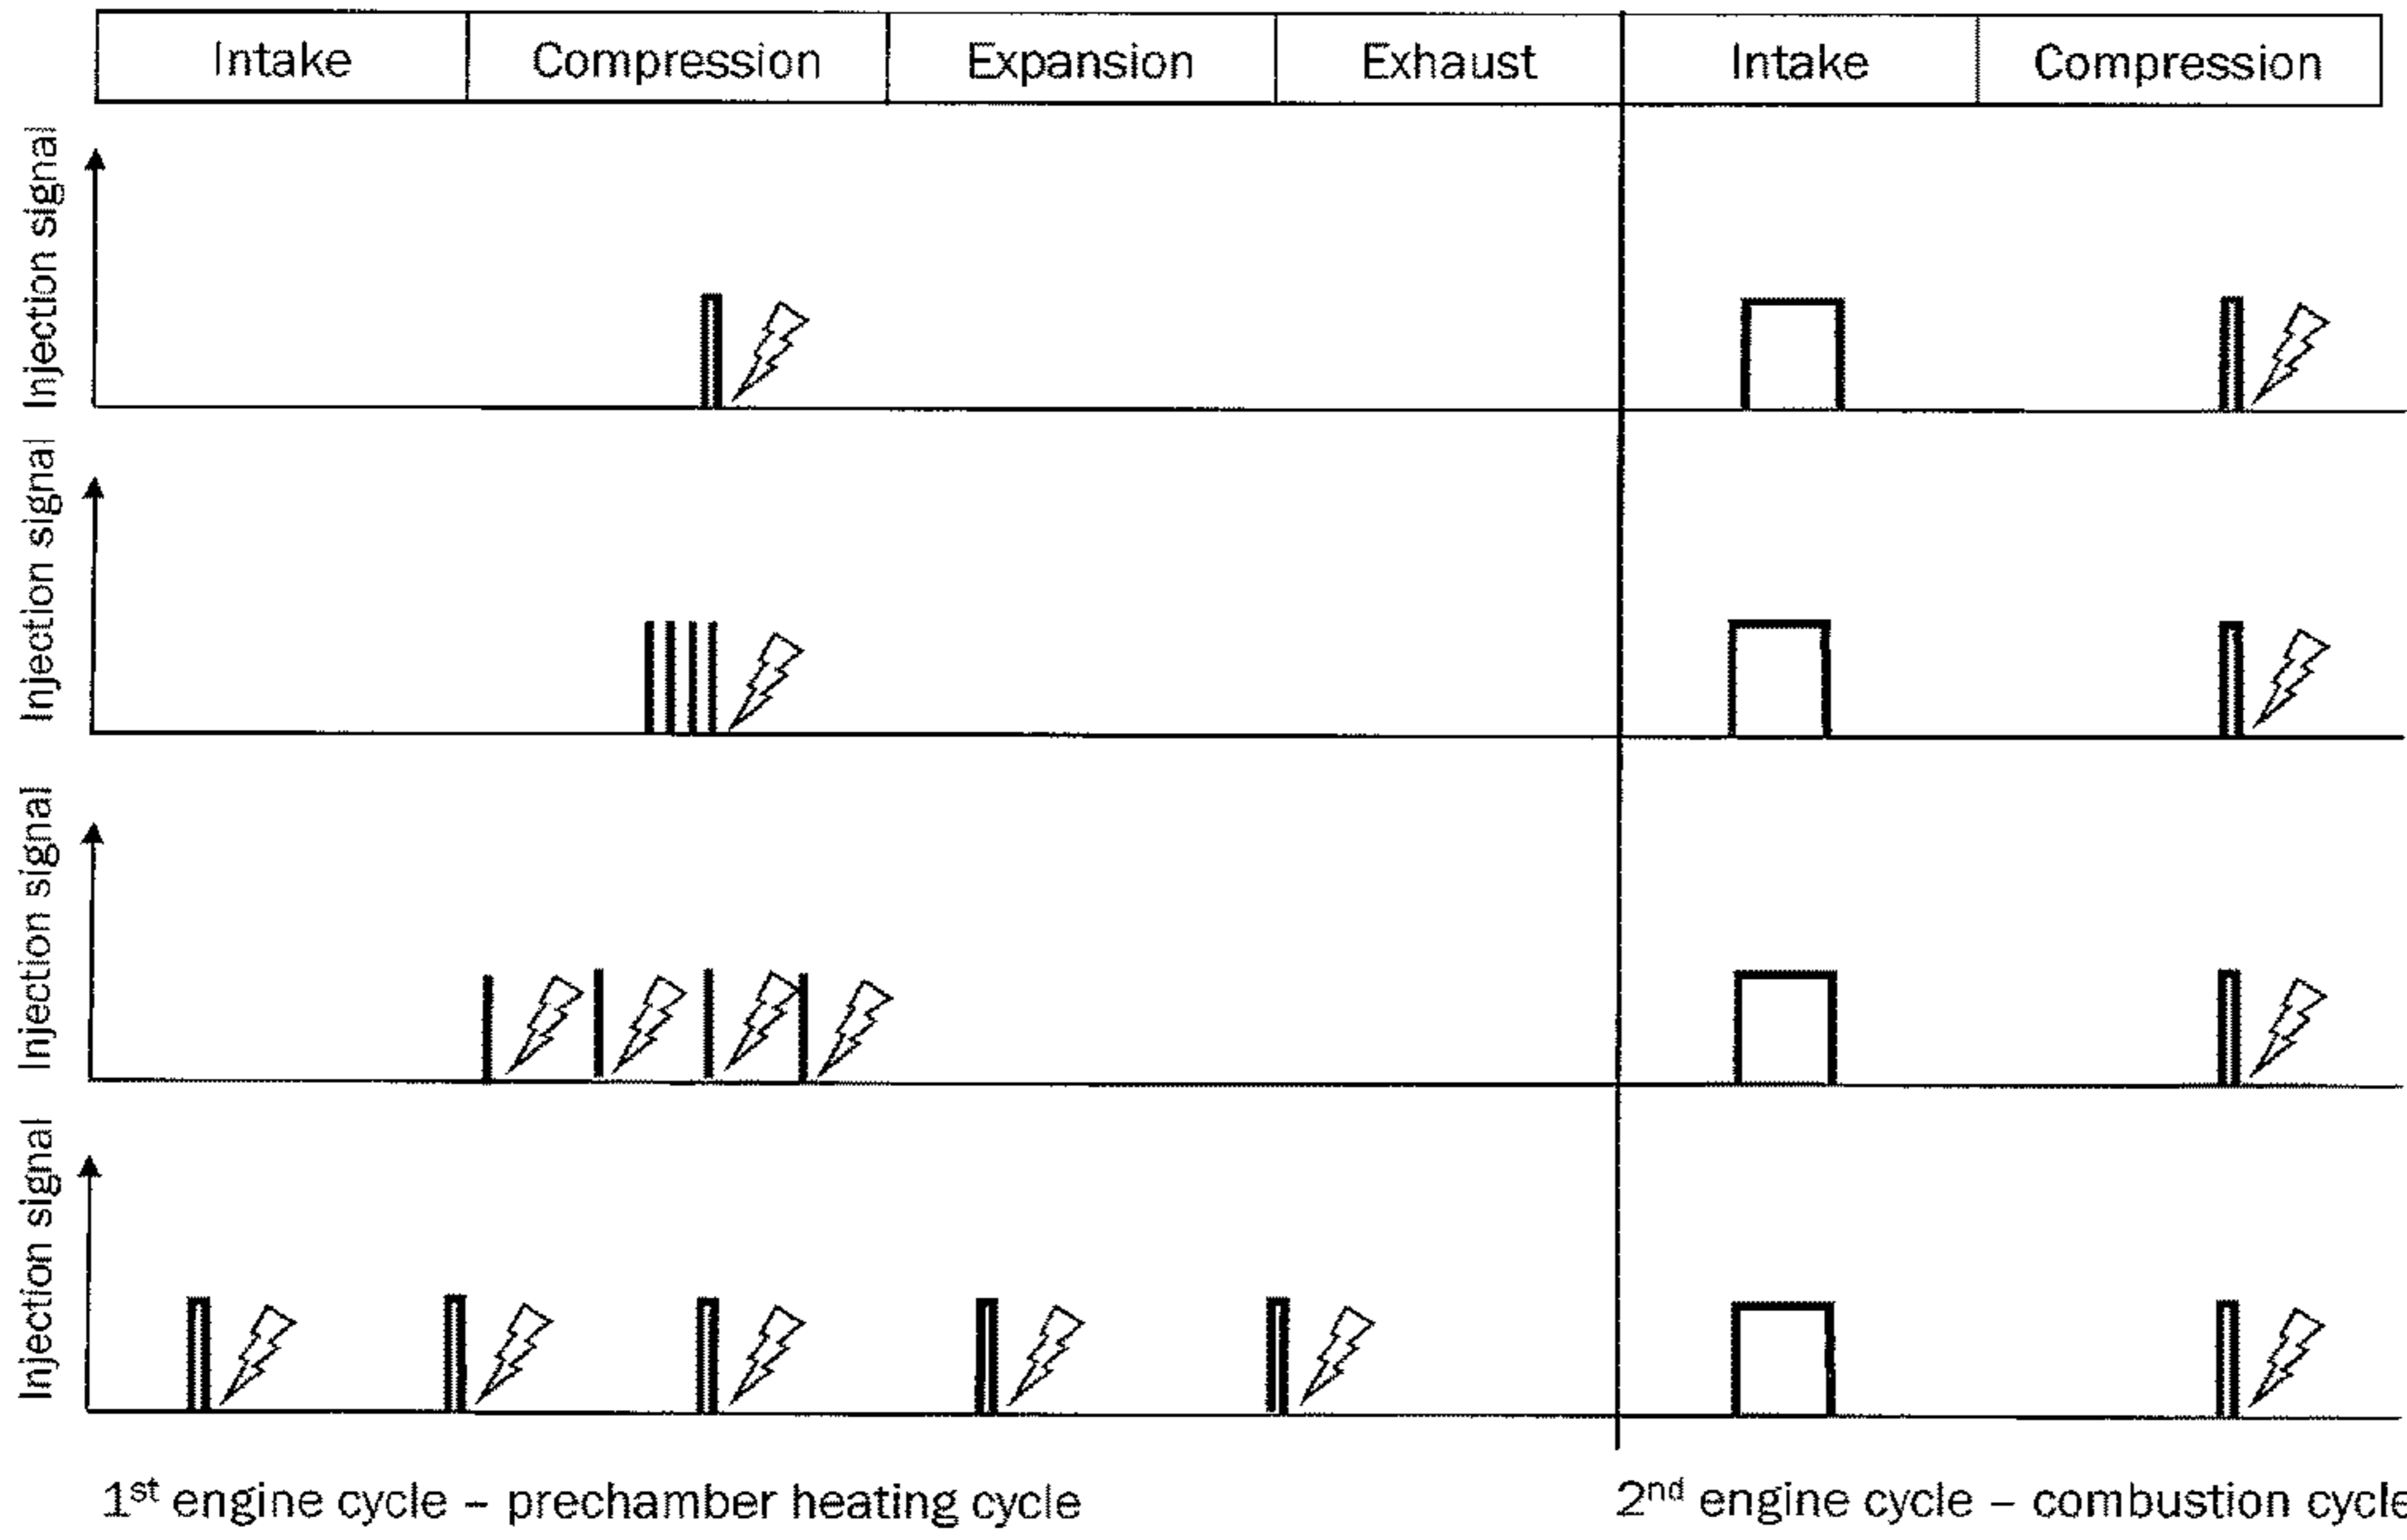 Intake Compression Expansion Exhaust Intake Compression
Injection signal
Injection signal
Injection signal
Injection signal
1st engine cycle – prechamber heating cycle
2nd engine cycle – combustion cycle